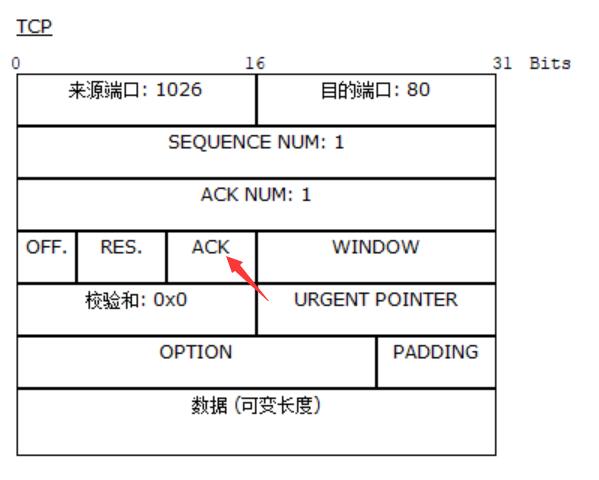 TCP
0 16 31 Bits
来源端口: 1026 目的端口: 80
SEQUENCE NUM: 1
ACK NUM: 1
OFF. RES. ACK WINDOW
校验和: 0x0 URGENT POINTER
OPTION PADDING
数据 (可变长度)